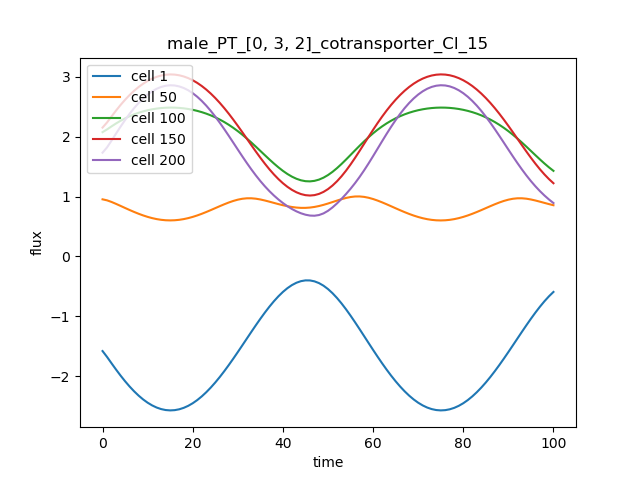 male_PT_[0, 3, 2]_cotransporter_Cl_15
cell 1
cell 50
cell 100
cell 150
cell 200
3
2
1
0
−1
−2
flux
0 20 40 60 80 100
time